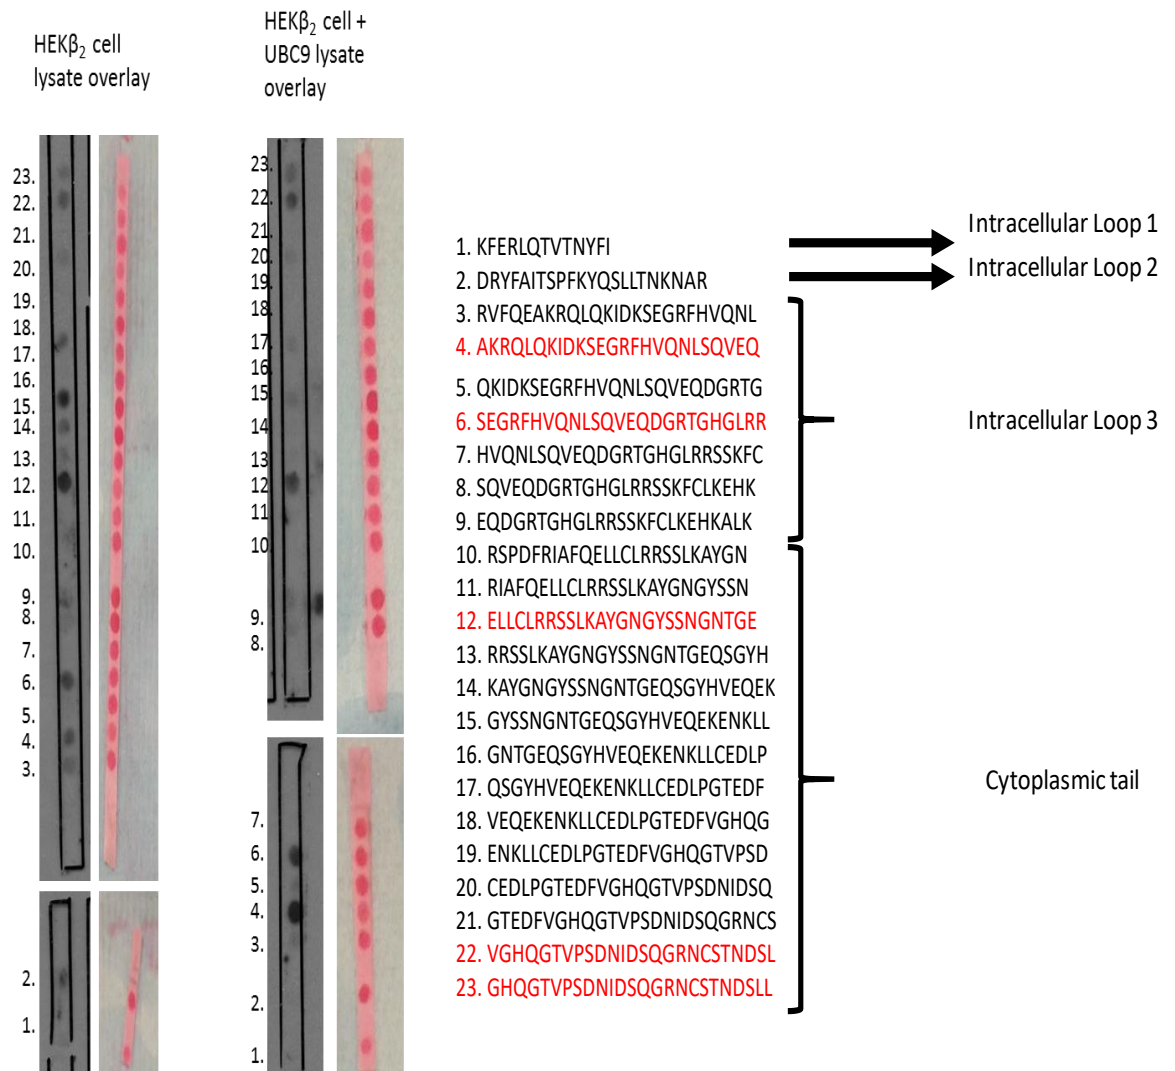 HEKβ₂ cell
lysate overlay
HEKβ₂ cell +
UBC9 lysate
overlay
23.
22.
21.
20.
19.
18.
17.
16.
15.
14.
13.
12.
11.
10.
9.
8.
7.
6.
5.
4.
3.
2.
1.
23.
22.
21.
20.
19.
18.
17.
16.
15.
14.
13.
12.
11.
10.
9.
8.
7.
6.
5.
4.
3.
2.
1.
1. KFERLQTVTNYFI
2. DRYFAITSPFKYQSLLTNKNAR
3. RVFQEAKRQLQKIDKSEGRFHVQNL
4. AKRQLQKIDKSEGRFHVQNLSQVEQ
5. QKIDKSEGRFHVQNLSQVEQDGRTG
6. SEGRFHVQNLSQVEQDGRTGHGLRR
7. HVQNLSQVEQDGRTGHGLRRSSKFC
8. SQVEQDGRTGHGLRRSSKFCLKEHK
9. EQDGRTGHGLRRSSKFCLKEHKALK
10. RSPDFRIAFQELLCLRRSSLKAYGN
11. RIAFQELLCLRRSSLKAYGNGYSSN
12. ELLCLRRSSLKAYGNGYSSNGNTGE
13. RRSSLKAYGNGYSSNGNTGEQSGYH
14. KAYGNGYSSNGNTGEQSGYHVEQEK
15. GYSSNGNTGEQSGYHVEQEKENKLL
16. GNTGEQSGYHVEQEKENKLLCEDLP
17. QSGYHVEQEKENKLLCEDLPGTEDF
18. VEQEKENKLLCEDLPGTEDFVGHQG
19. ENKLLCEDLPGTEDFVGHQGTVPSD
20. CEDLPGTEDFVGHQGTVPSDNIDSQ
21. GTEDFVGHQGTVPSDNIDSQGRNCS
22. VGHQGTVPSDNIDSQGRNCSTNDSL
23. GHQGTVPSDNIDSQGRNCSTNDSLL
Intracellular Loop 1
Intracellular Loop 2
Intracellular Loop 3
Cytoplasmic tail